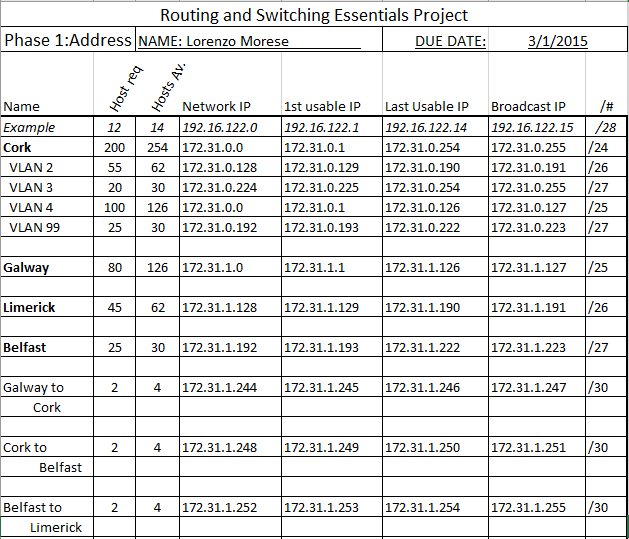 Routing and Switching Essentials Project
Phase 1:Address NAME: Lorenzo Morese DUE DATE: 3/1/2015
Name Host req Hosts Av. Network IP 1st usable IP Last Usable IP Broadcast IP /#
Example 12 14 192.16.122.0 192.16.122.1 192.16.122.14 192.16.122.15 /28
Cork 200 254 172.31.0.0 172.31.0.1 172.31.0.254 172.31.0.255 /24
VLAN 2 55 62 172.31.0.128 172.31.0.129 172.31.0.190 172.31.0.191 /26
VLAN 3 20 30 172.31.0.224 172.31.0.225 172.31.0.254 172.31.0.255 /27
VLAN 4 100 126 172.31.0.0 172.31.0.1 172.31.0.126 172.31.0.127 /25
VLAN 99 25 30 172.31.0.192 172.31.0.193 172.31.0.222 172.31.0.223 /27
Galway 80 126 172.31.1.0 172.31.1.1 172.31.1.126 172.31.1.127 /25
Limerick 45 62 172.31.1.128 172.31.1.129 172.31.1.190 172.31.1.191 /26
Belfast 25 30 172.31.1.192 172.31.1.193 172.31.1.222 172.31.1.223 /27
Galway to 2 4 172.31.1.244 172.31.1.245 172.31.1.246 172.31.1.247 /30
Cork
Cork to 2 4 172.31.1.248 172.31.1.249 172.31.1.250 172.31.1.251 /30
Belfast
Belfast to 2 4 172.31.1.252 172.31.1.253 172.31.1.254 172.31.1.255 /30
Limerick